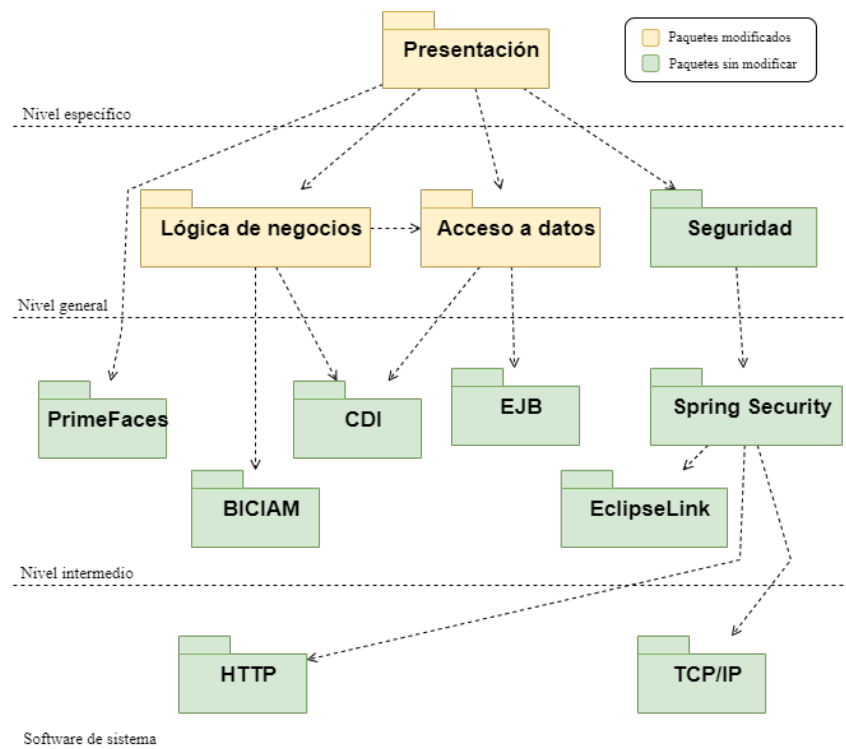 Presentación
Paquetes modificados
Paquetes sin modificar
Nivel específico
Lógica de negocios
Acceso a datos
Seguridad
Nivel general
PrimeFaces
CDI
EJB
Spring Security
BICIAM
EclipseLink
Nivel intermedio
HTTP
TCP/IP
Software de sistema